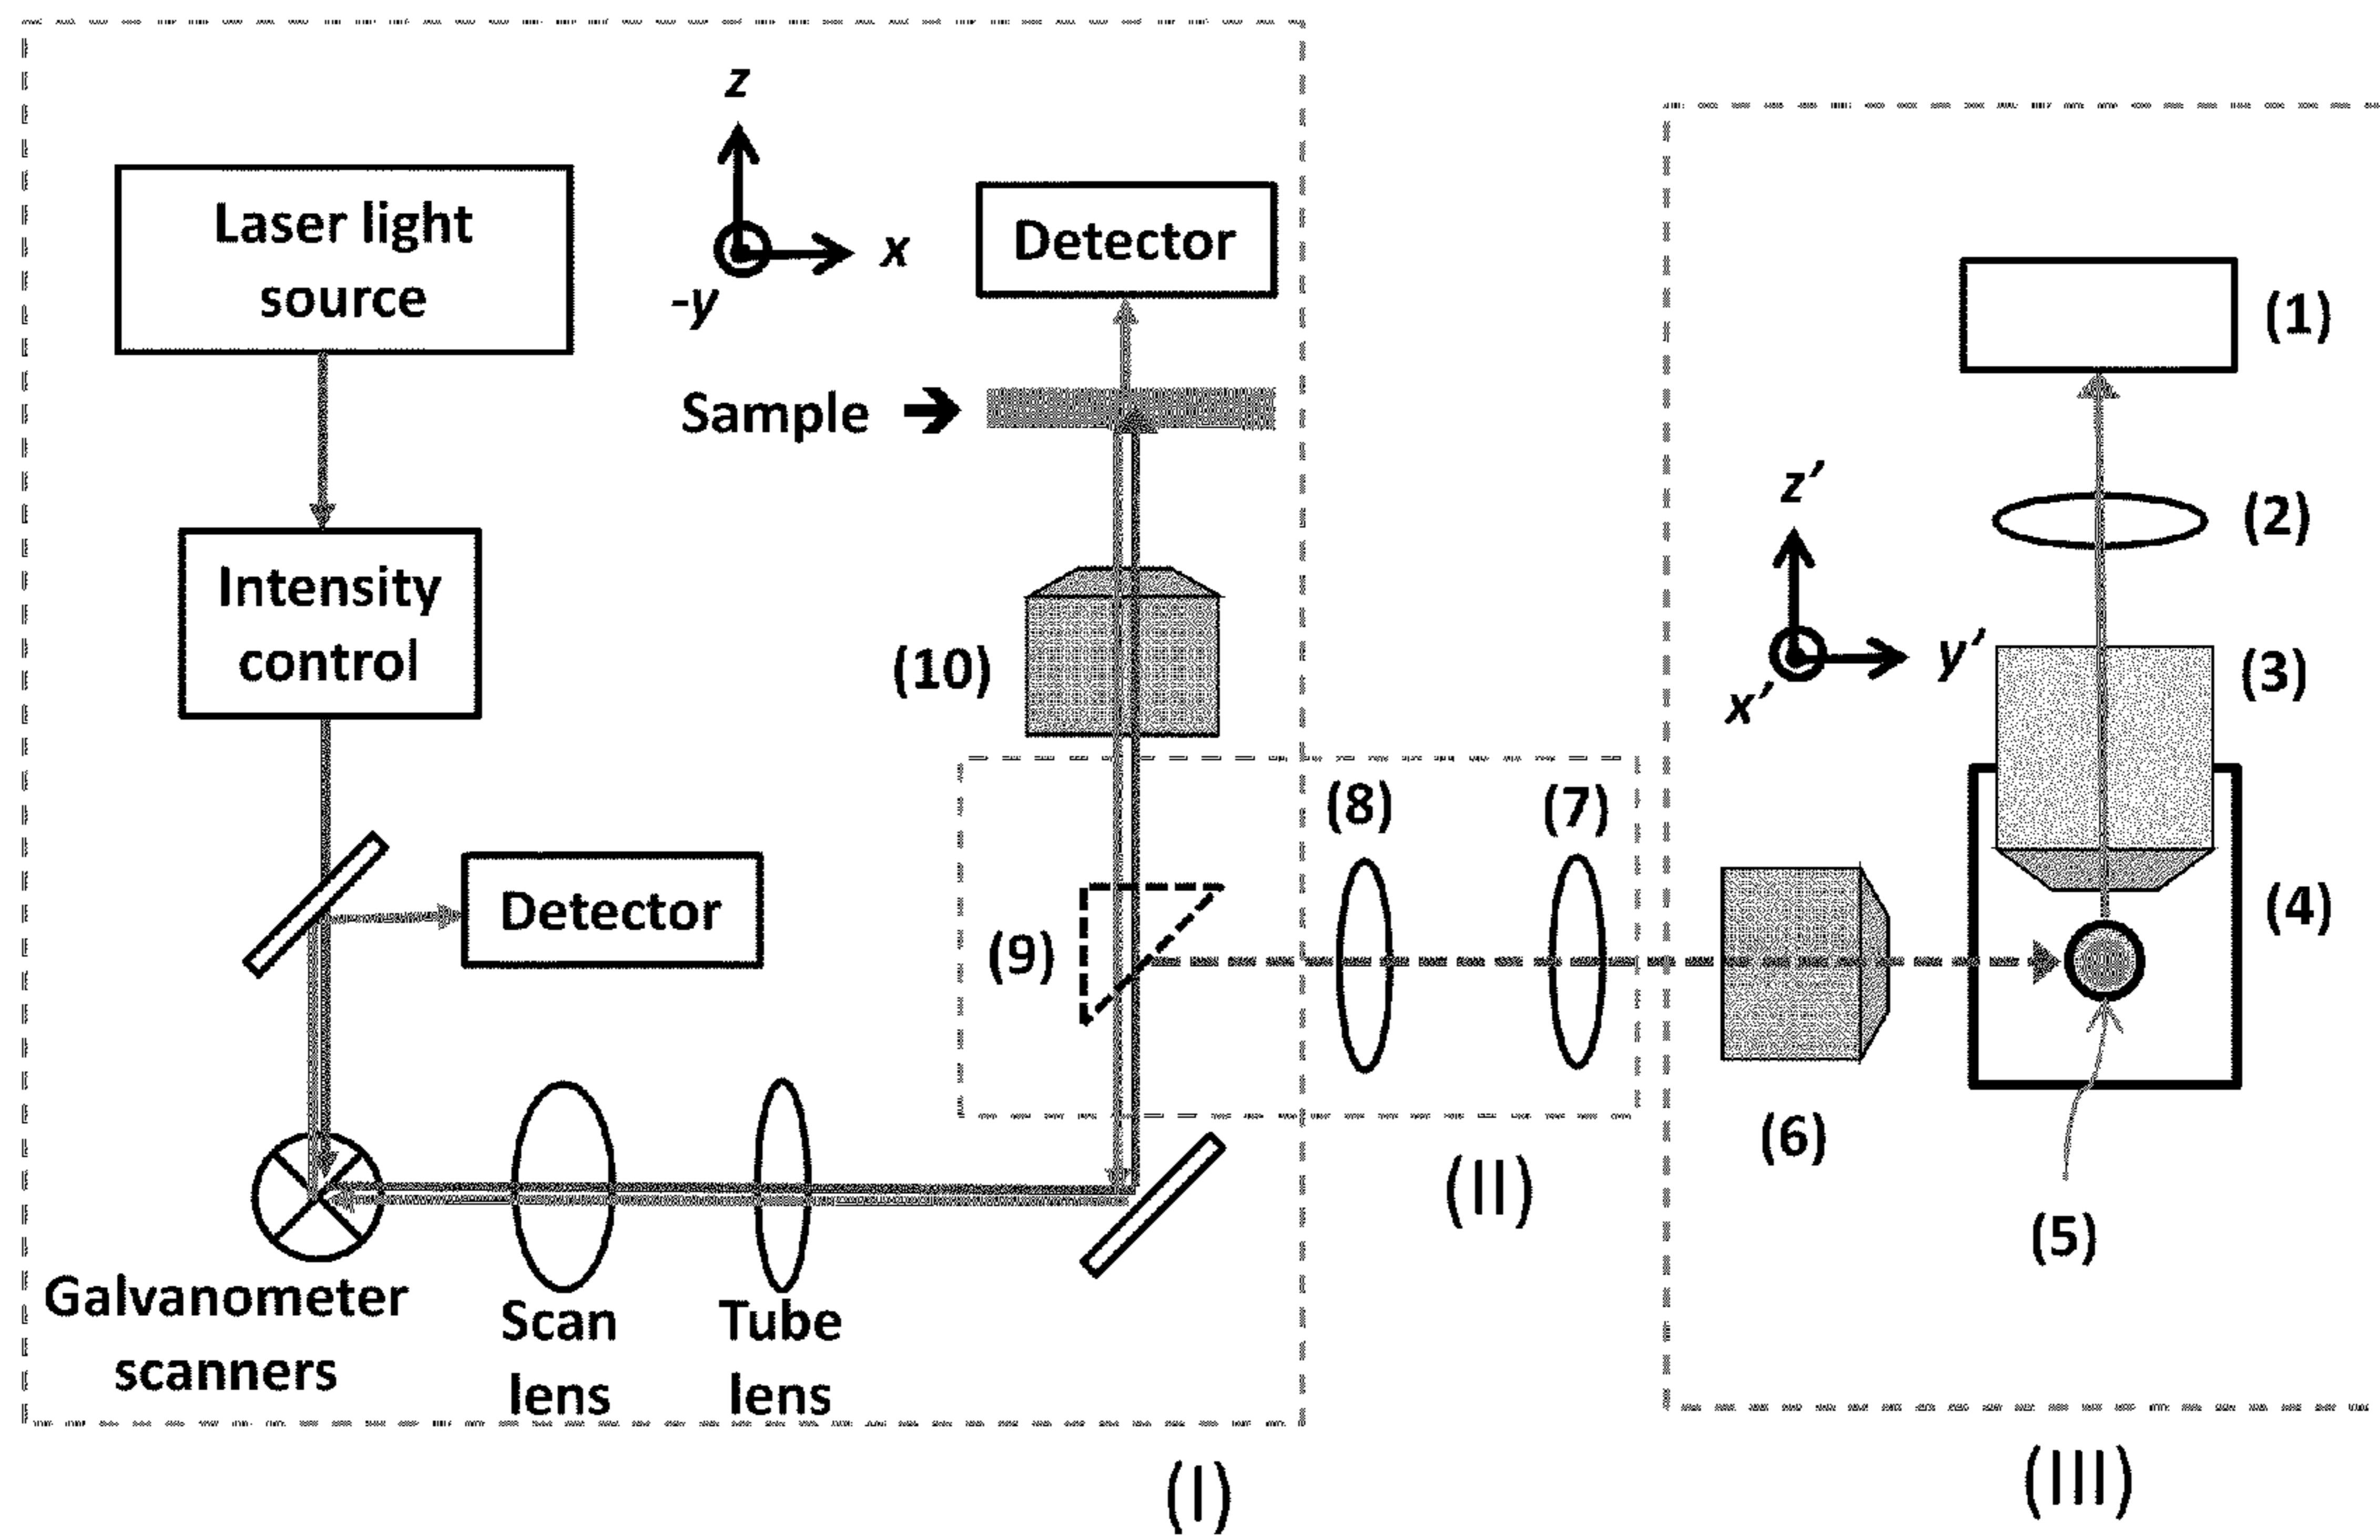 z
x
-y
Laser light
source
Detector
Sample
Intensity
control
(10)
Detector
(9)
(8)
(7)
Galvanometer
scanners
Scan
lens
Tube
lens
(I)
(II)
(1)
(2)
z′
y′
x′
(3)
(4)
(6)
(5)
(III)